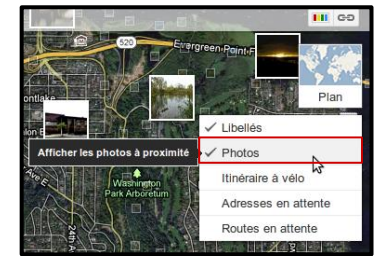 520
Evergreen Point F
Plan
ontlake
✓ Libellés
Afficher les photos à proximité
✓ Photos
Itinéraire à vélo
Washington
Park Arboretum
Adresses en attente
Routes en attente
24th A